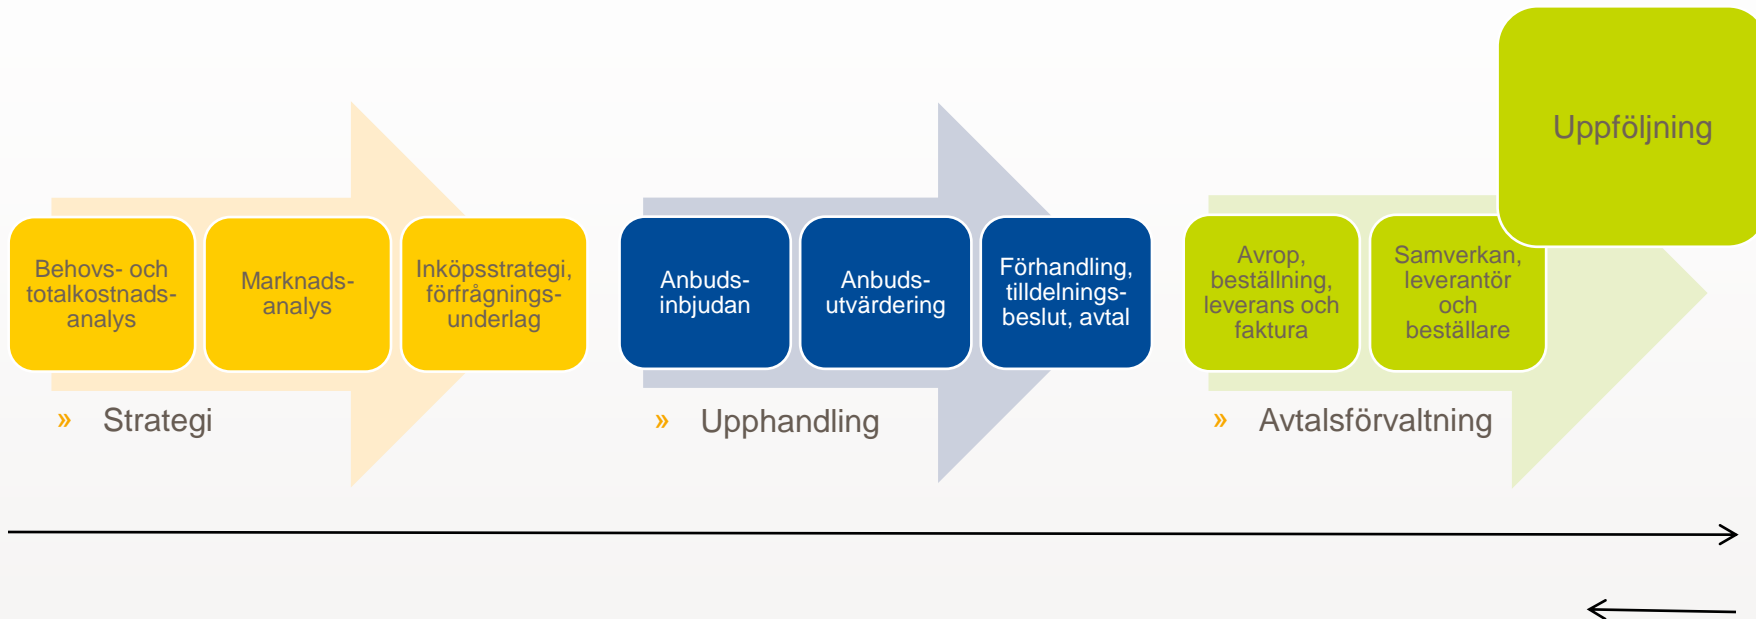 Uppföljning
Behovs- och
totalkostnads-
analys
Marknads-
analys
Inköpsstrategi,
förfrågnings-
underlag
Anbuds-
inbjudan
Anbuds-
utvärdering
Förhandling,
tilldelnings-
beslut, avtal
Avrop,
beställning,
leverans och
faktura
Samverkan,
leverantör
och
beställare
» Strategi
» Upphandling
» Avtalsförvaltning